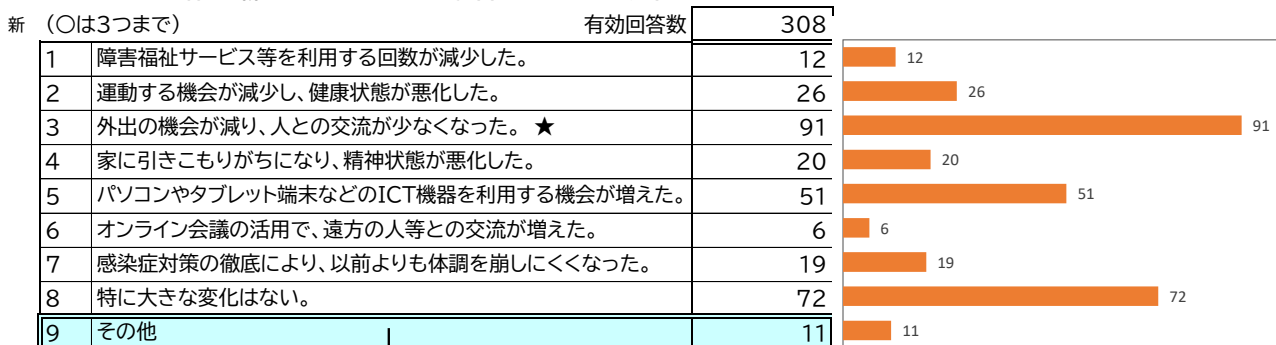 新 (○は3つまで) 有効回答数 308
1 障害福祉サービス等を利用する回数が減少した。 12 12
2 運動する機会が減少し、健康状態が悪化した。 26 26
3 外出の機会が減り、人との交流が少なくなった。 ★ 91 91
4 家に引きこもりがちになり、精神状態が悪化した。 20 20
5 パソコンやタブレット端末などのICT機器を利用する機会が増えた。 51 51
6 オンライン会議の活用で、遠方の人等との交流が増えた。 6 6
7 感染症対策の徹底により、以前よりも体調を崩しにくくなった。 19 19
8 特に大きな変化はない。 72 72
9 その他 11 11